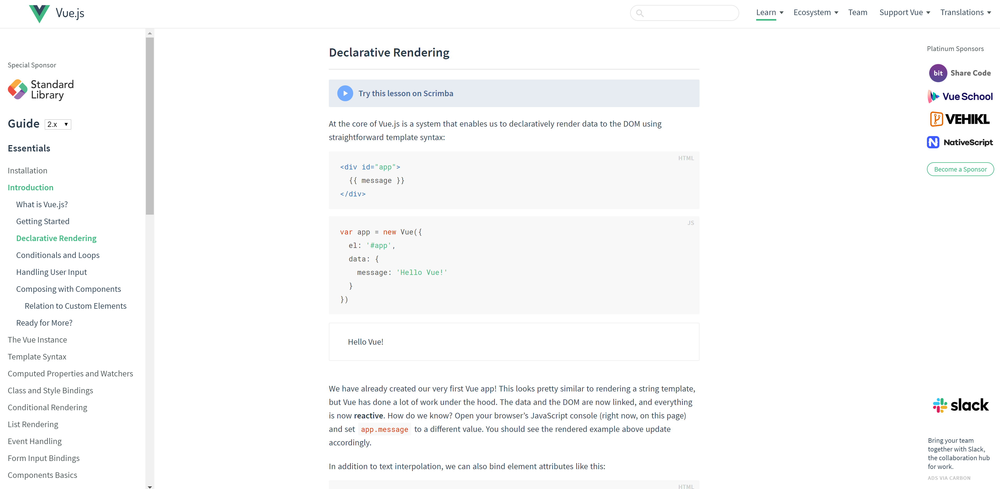 Vue.js
Learn
Ecosystem
Team
Support Vue
Translations
Special Sponsor
Standard
Library
Guide 2.x
Essentials
Installation
Introduction
What is Vue.js?
Getting Started
Declarative Rendering
Conditionals and Loops
Handling User Input
Composing with Components
Relation to Custom Elements
Ready for More?
The Vue Instance
Template Syntax
Computed Properties and Watchers
Class and Style Bindings
Conditional Rendering
List Rendering
Event Handling
Form Input Bindings
Components Basics
Declarative Rendering
Try this lesson on Scrimba
At the core of Vue.js is a system that enables us to declaratively render data to the DOM using
straightforward template syntax:
HTML
<div id="app">
  {{ message }}
</div>
JS
var app = new Vue({
  el: '#app',
  data: {
    message: 'Hello Vue!'
  }
})
Hello Vue!
We have already created our very first Vue app! This looks pretty similar to rendering a string template,
but Vue has done a lot of work under the hood. The data and the DOM are now linked, and everything
is now reactive. How do we know? Open your browser’s JavaScript console (right now, on this page)
and set app.message to a different value. You should see the rendered example above update
accordingly.
In addition to text interpolation, we can also bind element attributes like this:
HTML
Platinum Sponsors
bit Share Code
Vue School
VEHIKL
N NativeScript
Become a Sponsor
slack
Bring your team
together with Slack,
the collaboration hub
for work.
ADS VIA CARBON